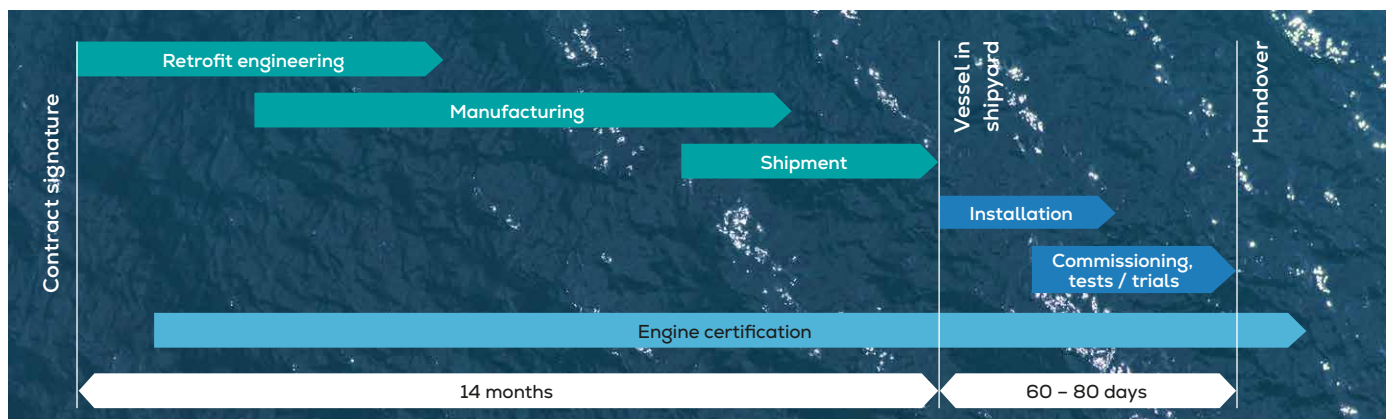 Contract signature
Retrofit engineering
Manufacturing
Shipment
Vessel in
shipyard
Installation
Commissioning,
tests / trials
Handover
Engine certification
14 months
60 – 80 days